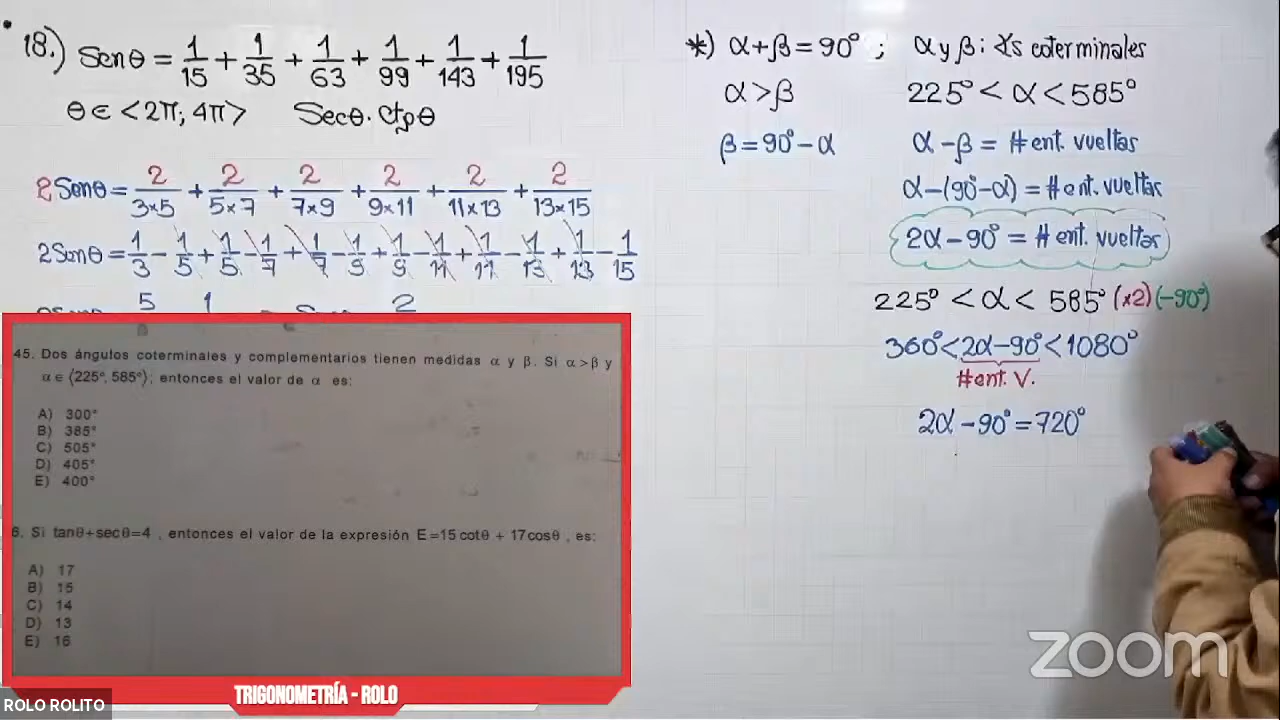 18.) Senθ = 1/15 + 1/35 + 1/63 + 1/99 + 1/143 + 1/195
θ ∈ <2π; 4π> Secθ. Ctgθ
2Senθ = 2/3×5 + 2/5×7 + 2/7×9 + 2/9×11 + 2/11×13 + 2/13×15
2Senθ = 1/3 - 1/5 + 1/5 - 1/7 + 1/7 - 1/9 + 1/9 - 1/11 + 1/11 - 1/13 + 1/13 - 1/15
5 1 2
45. Dos ángulos coterminales y complementarios tienen medidas α y β. Si α>β y
α∈⟨225°, 585°⟩; entonces el valor de α es:
A) 300°
B) 385°
C) 505°
D) 405°
E) 400°
6. Si tanθ+secθ=4 , entonces el valor de la expresión E=15cotθ + 17cosθ , es:
A) 17
B) 15
C) 14
D) 13
E) 16
TRIGONOMETRÍA - ROLO
ROLO ROLITO
*) α+β = 90° ; α y β : ∡s coterminales
α > β 225° < α < 585°
β = 90° - α α - β = # ent. vueltas
α - (90° - α) = # ent. vueltas
2α - 90° = # ent. vueltas
225° < α < 585° (×2) (-90°)
360° < 2α - 90° < 1080°
# ent. V.
2α - 90° = 720°
zoom